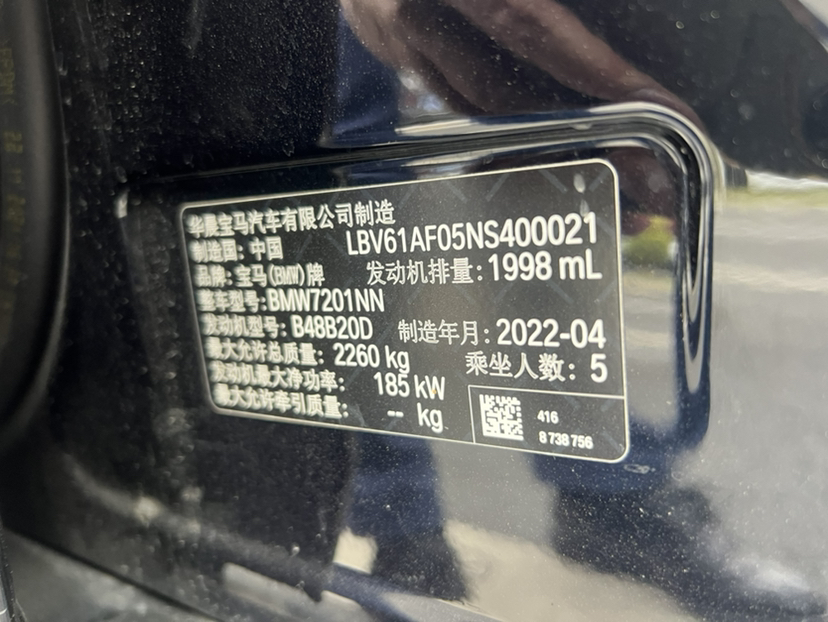 华晨宝马汽车有限公司制造
制造国: 中国 LBV61AF05NS400021
品牌: 宝马(BMW)牌 发动机排量: 1998 mL
整车型号: BMW7201NN
发动机型号: B48B20D 制造年月: 2022-04
最大允许总质量: 2260 kg 乘坐人数: 5
发动机最大净功率: 185 kW
最大允许牵引质量: -- kg
416
8 738 756